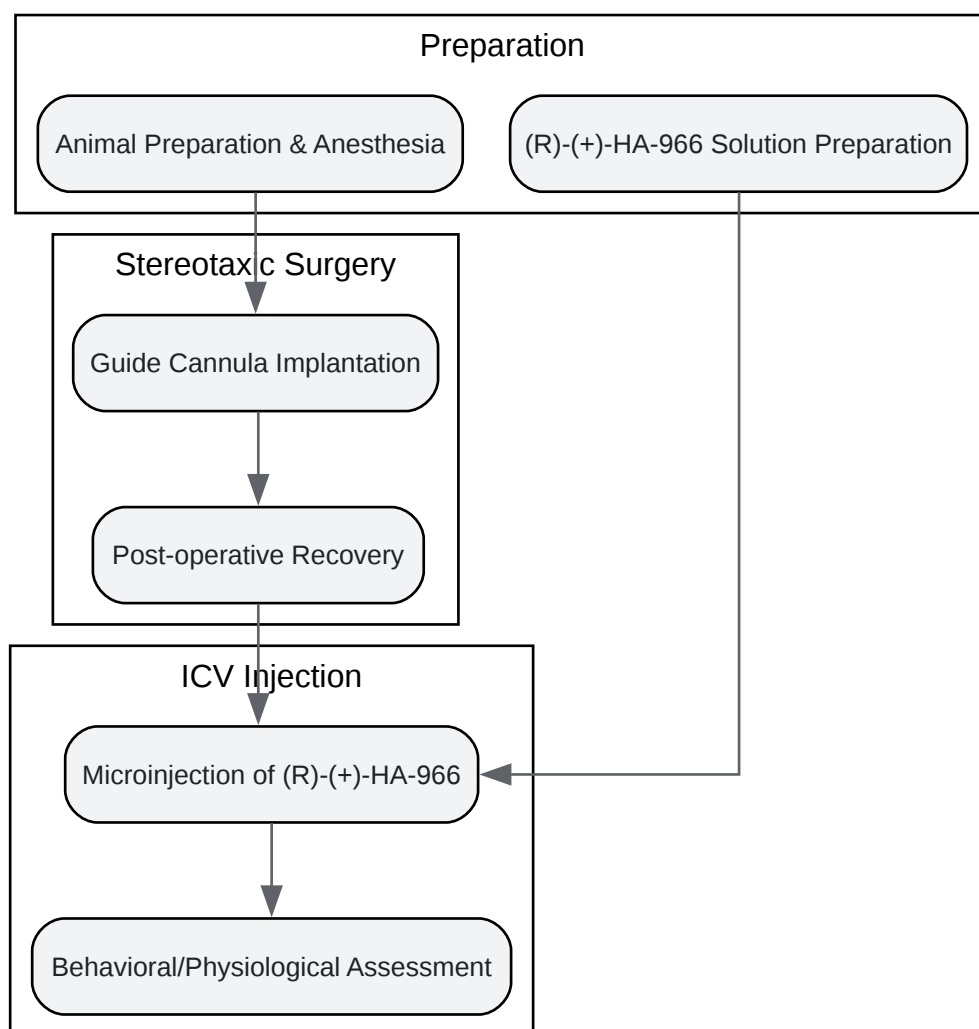 Preparation
Animal Preparation & Anesthesia
(R)-(+)-HA-966 Solution Preparation
Stereotaxic Surgery
Guide Cannula Implantation
Post-operative Recovery
ICV Injection
Microinjection of (R)-(+)-HA-966
Behavioral/Physiological Assessment